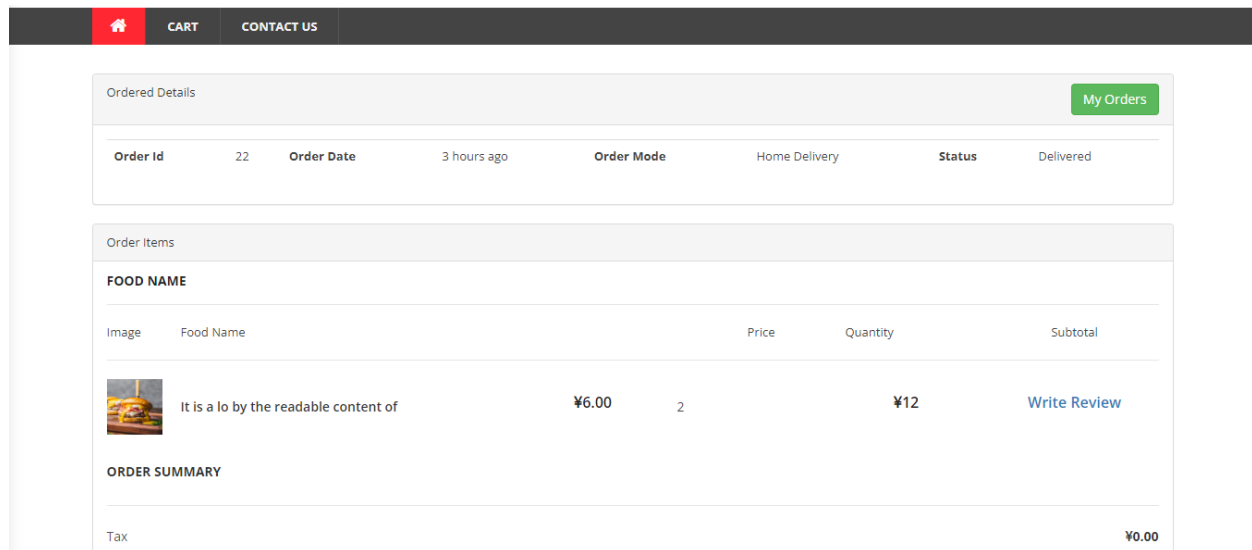 CART CONTACT US
Ordered Details My Orders
Order Id 22 Order Date 3 hours ago Order Mode Home Delivery Status Delivered
Order Items
FOOD NAME
Image Food Name Price Quantity Subtotal
It is a lo by the readable content of ¥6.00 2 ¥12 Write Review
ORDER SUMMARY
Tax ¥0.00